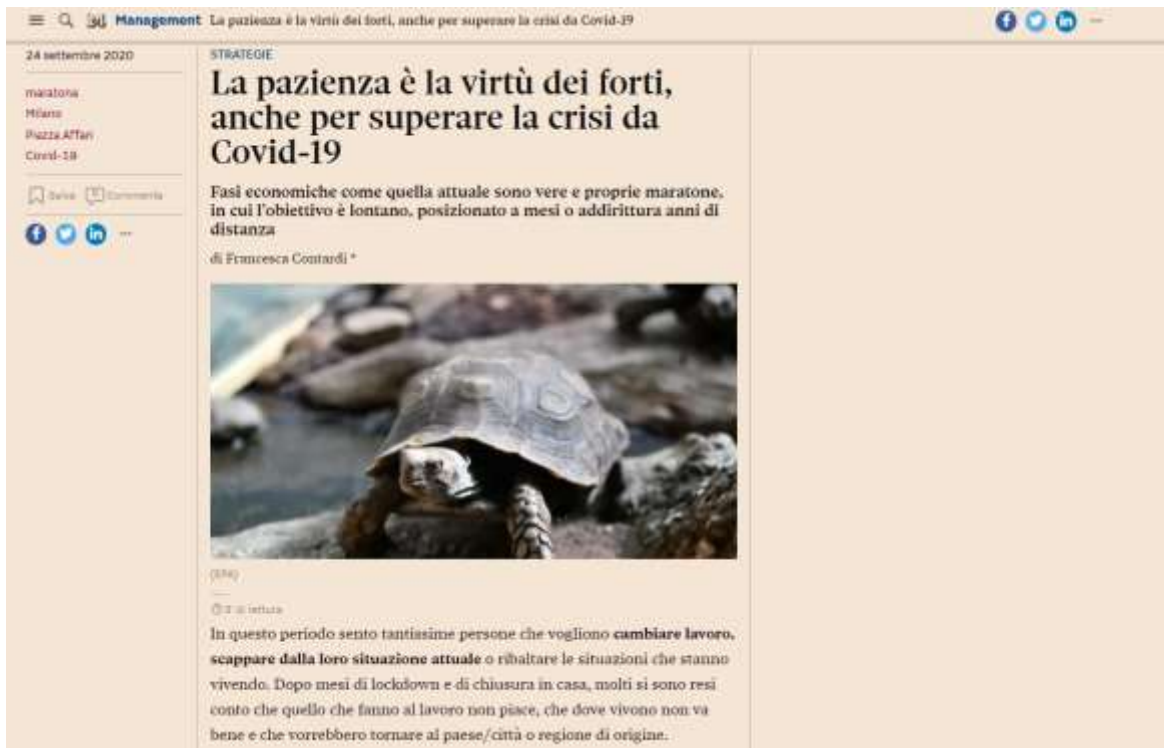 Management La pazienza è la virtù dei forti, anche per superare la crisi da Covid-19
24 settembre 2020
maratona
Milano
Piazza Affari
Covid-19
Salva Commenta
STRATEGIE
La pazienza è la virtù dei forti,
anche per superare la crisi da
Covid-19
Fasi economiche come quella attuale sono vere e proprie maratone,
in cui l'obiettivo è lontano, posizionato a mesi o addirittura anni di
distanza
di Francesca Contardi *
di lettura
In questo periodo sento tantissime persone che vogliono cambiare lavoro,
scappare dalla loro situazione attuale o ribaltare le situazioni che stanno
vivendo. Dopo mesi di lockdown e di chiusura in casa, molti si sono resi
conto che quello che fanno al lavoro non piace, che dove vivono non va
bene e che vorrebbero tornare al paese/città o regione di origine.